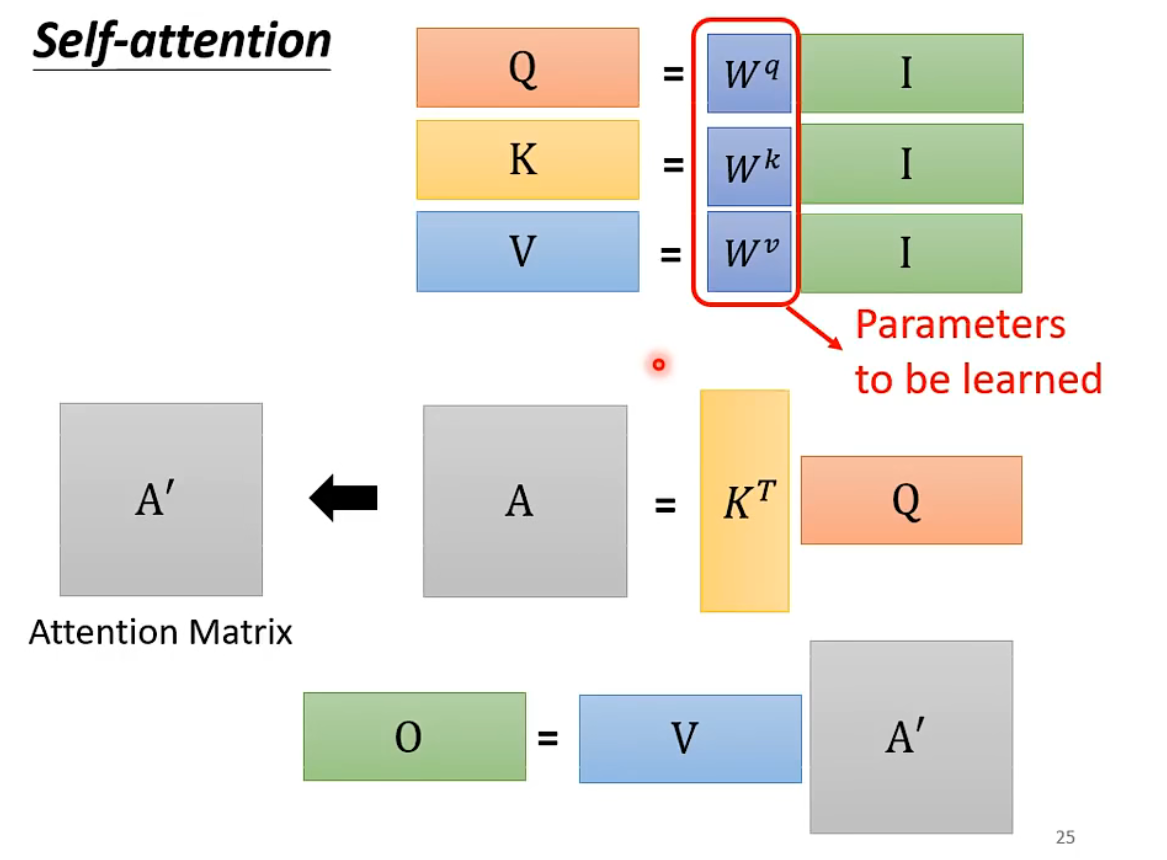 Self-attention
Q = W^q I
K = W^k I
V = W^v I
Parameters
to be learned
A′ A = K^T Q
Attention Matrix
O = V A′
25